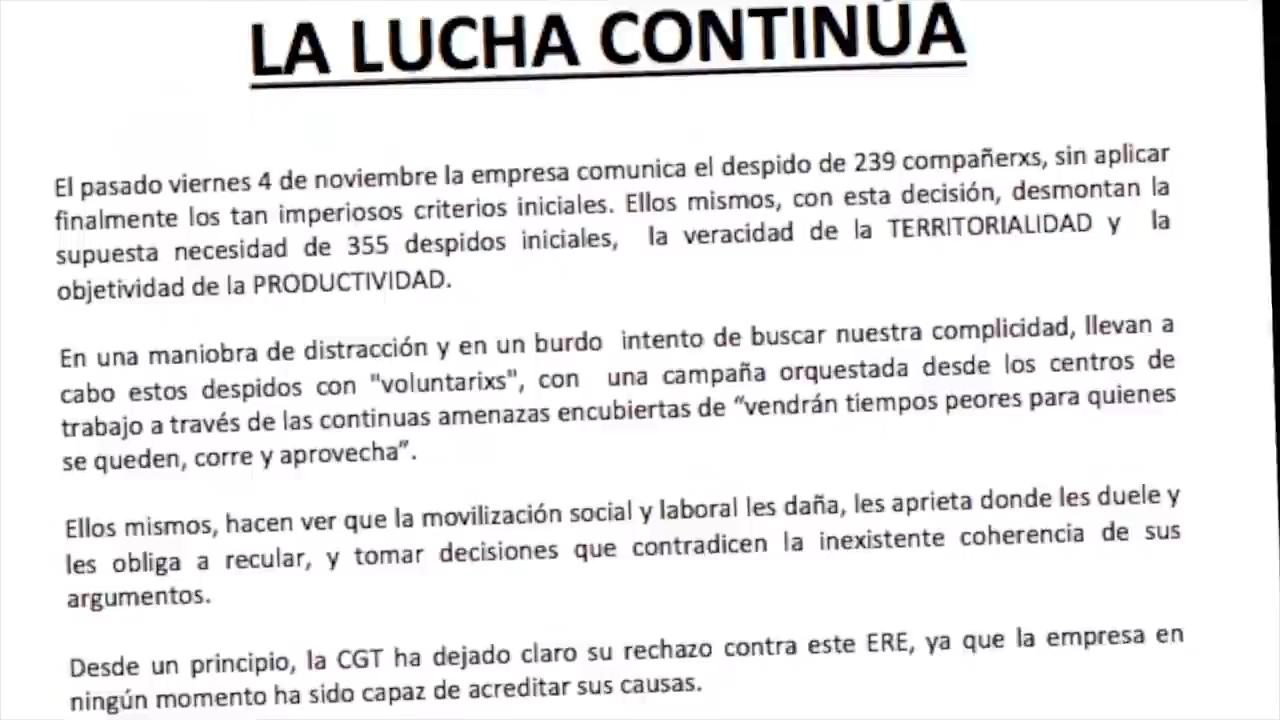 LA LUCHA CONTINÚA
El pasado viernes 4 de noviembre la empresa comunica el despido de 239 compañerxs, sin aplicar
finalmente los tan imperiosos criterios iniciales. Ellos mismos, con esta decisión, desmontan la
supuesta necesidad de 355 despidos iniciales, la veracidad de la TERRITORIALIDAD y la
objetividad de la PRODUCTIVIDAD.
En una maniobra de distracción y en un burdo intento de buscar nuestra complicidad, llevan a
cabo estos despidos con "voluntarixs", con una campaña orquestada desde los centros de
trabajo a través de las continuas amenazas encubiertas de “vendrán tiempos peores para quienes
se queden, corre y aprovecha”.
Ellos mismos, hacen ver que la movilización social y laboral les daña, les aprieta donde les duele y
les obliga a recular, y tomar decisiones que contradicen la inexistente coherencia de sus
argumentos.
Desde un principio, la CGT ha dejado claro su rechazo contra este ERE, ya que la empresa en
ningún momento ha sido capaz de acreditar sus causas.